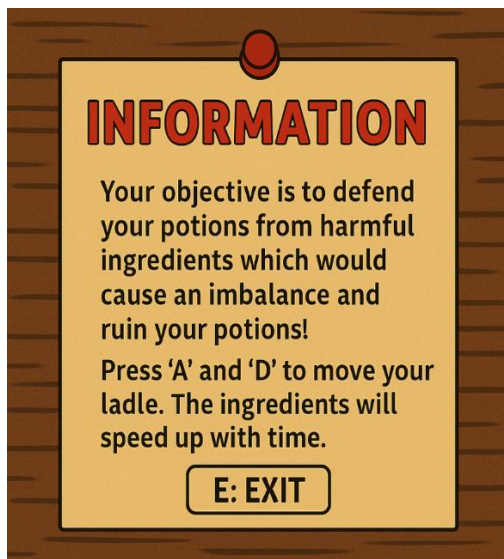 INFORMATION
Your objective is to defend
your potions from harmful
ingredients which would
cause an imbalance and
ruin your potions!
Press ‘A’ and ‘D’ to move your
ladle. The ingredients will
speed up with time.
E: EXIT